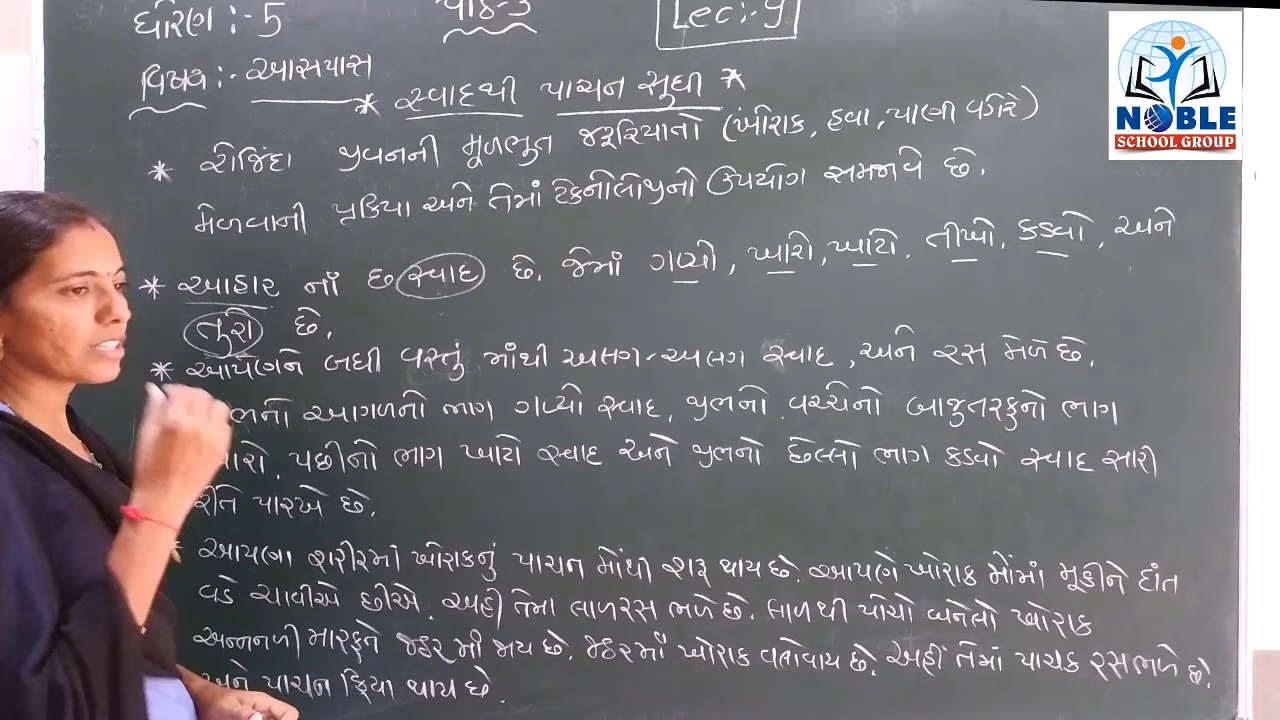 ધોરણ :- 5
પાઠ-3
Lec:-9
વિષય :- આસપાસ
* સ્વાદથી પાચન સુધી *
* રોજિંદા જીવનની મૂળભુત જરૂરિયાતો (ખોરાક, હવા, પાણી વગેરે)
મેળવાની પ્રક્રિયા અને તેમાં ટેકનોલોજીનો ઉપયોગ સમજાવે છે.
* આહાર નાં છ સ્વાદ છે. જેમાં ગળ્યો, ખારો, ખાટો, તીખો, કડવો, અને
તુરો છે.
* આપણને બધી વસ્તું માંથી અલગ-અલગ સ્વાદ, અને રસ મેળે છે.
આગળનો ભાગ ગળ્યો સ્વાદ, જીભનો વચ્ચેનો બાજુતરફનો ભાગ
પછીનો ભાગ ખાટો સ્વાદ અને જીભનો છેલ્લો ભાગ કડવો સ્વાદ સારી
રીતે પારખે છે.
* આપણા શરીરમાં ખોરાકનું પાચન મોંથી શરૂ થાય છે. આપણે ખોરાક મોંમાં મૂકીને દાંત
વડે ચાવીએ છીએ. અહીં તેમાં લાળરસ ભળે છે. લાળથી પોચો બનેલો ખોરાક
અન્નનળી મારફતે જઠર માં જાય છે. જઠરમાં ખોરાક વલોવાય છે. અહીં તેમાં પાચક રસ ભળે છે.
અને પાચન ક્રિયા થાય છે.
NOBLE
SCHOOL GROUP